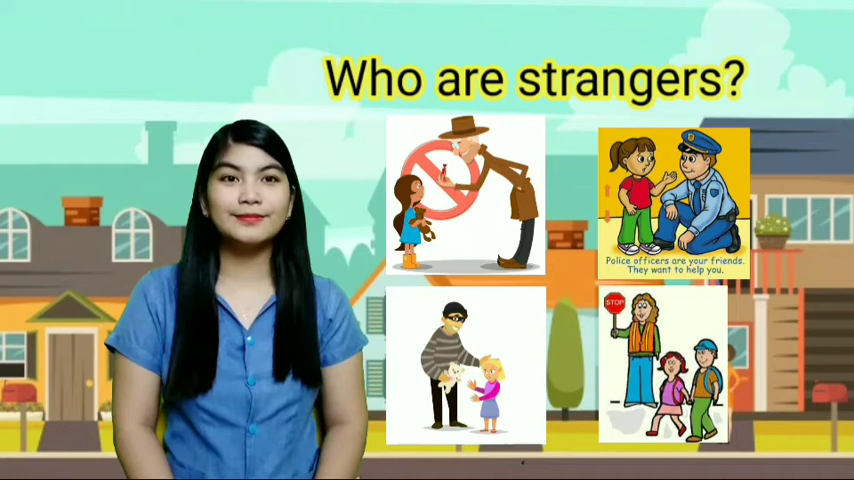 Who are strangers?
Police officers are your friends.
They want to help you.
STOP